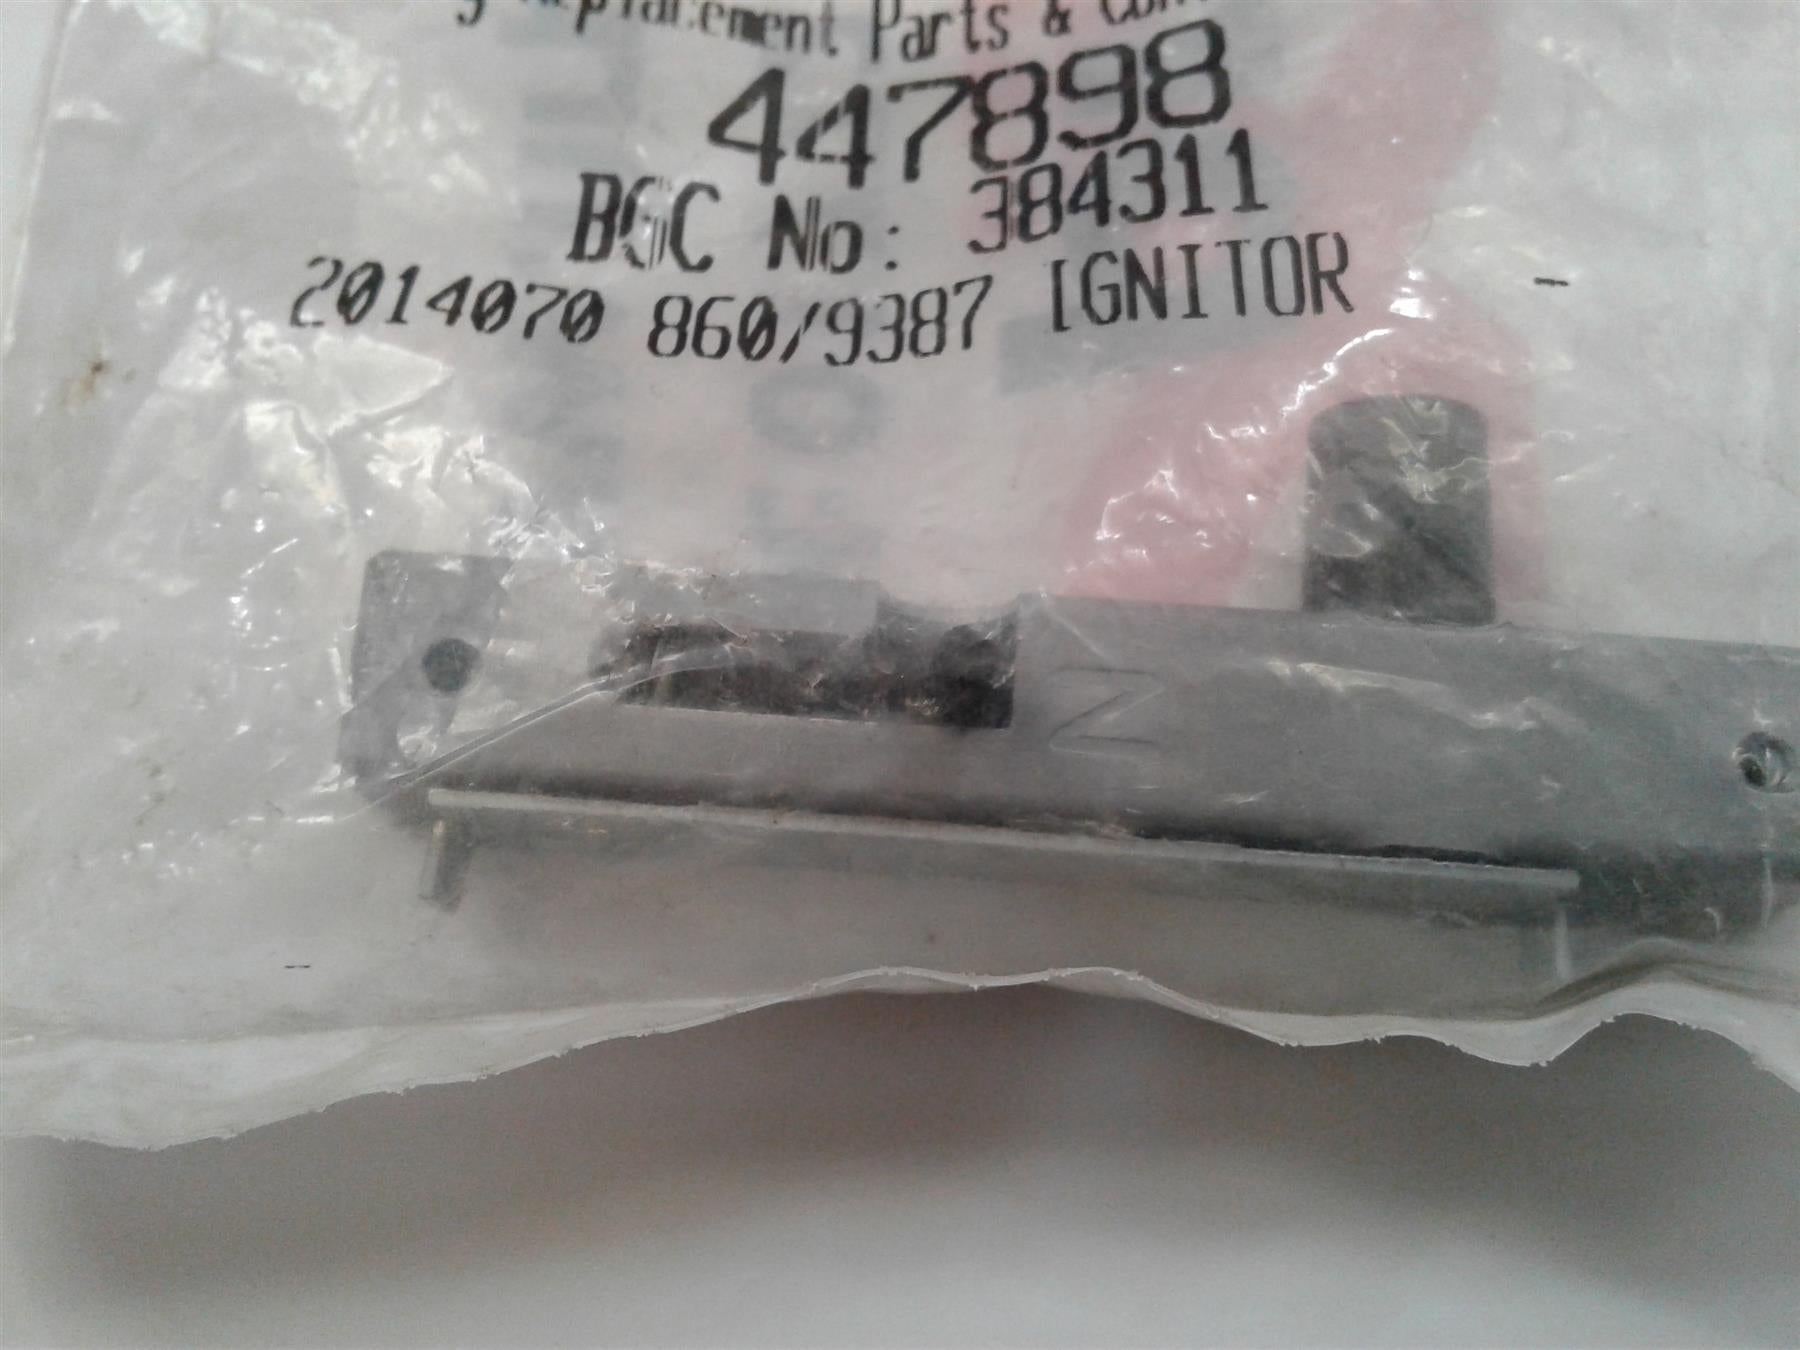 Replacement Parts &
447898
BGC No: 384311
2014070 860/9387 IGNITOR
N